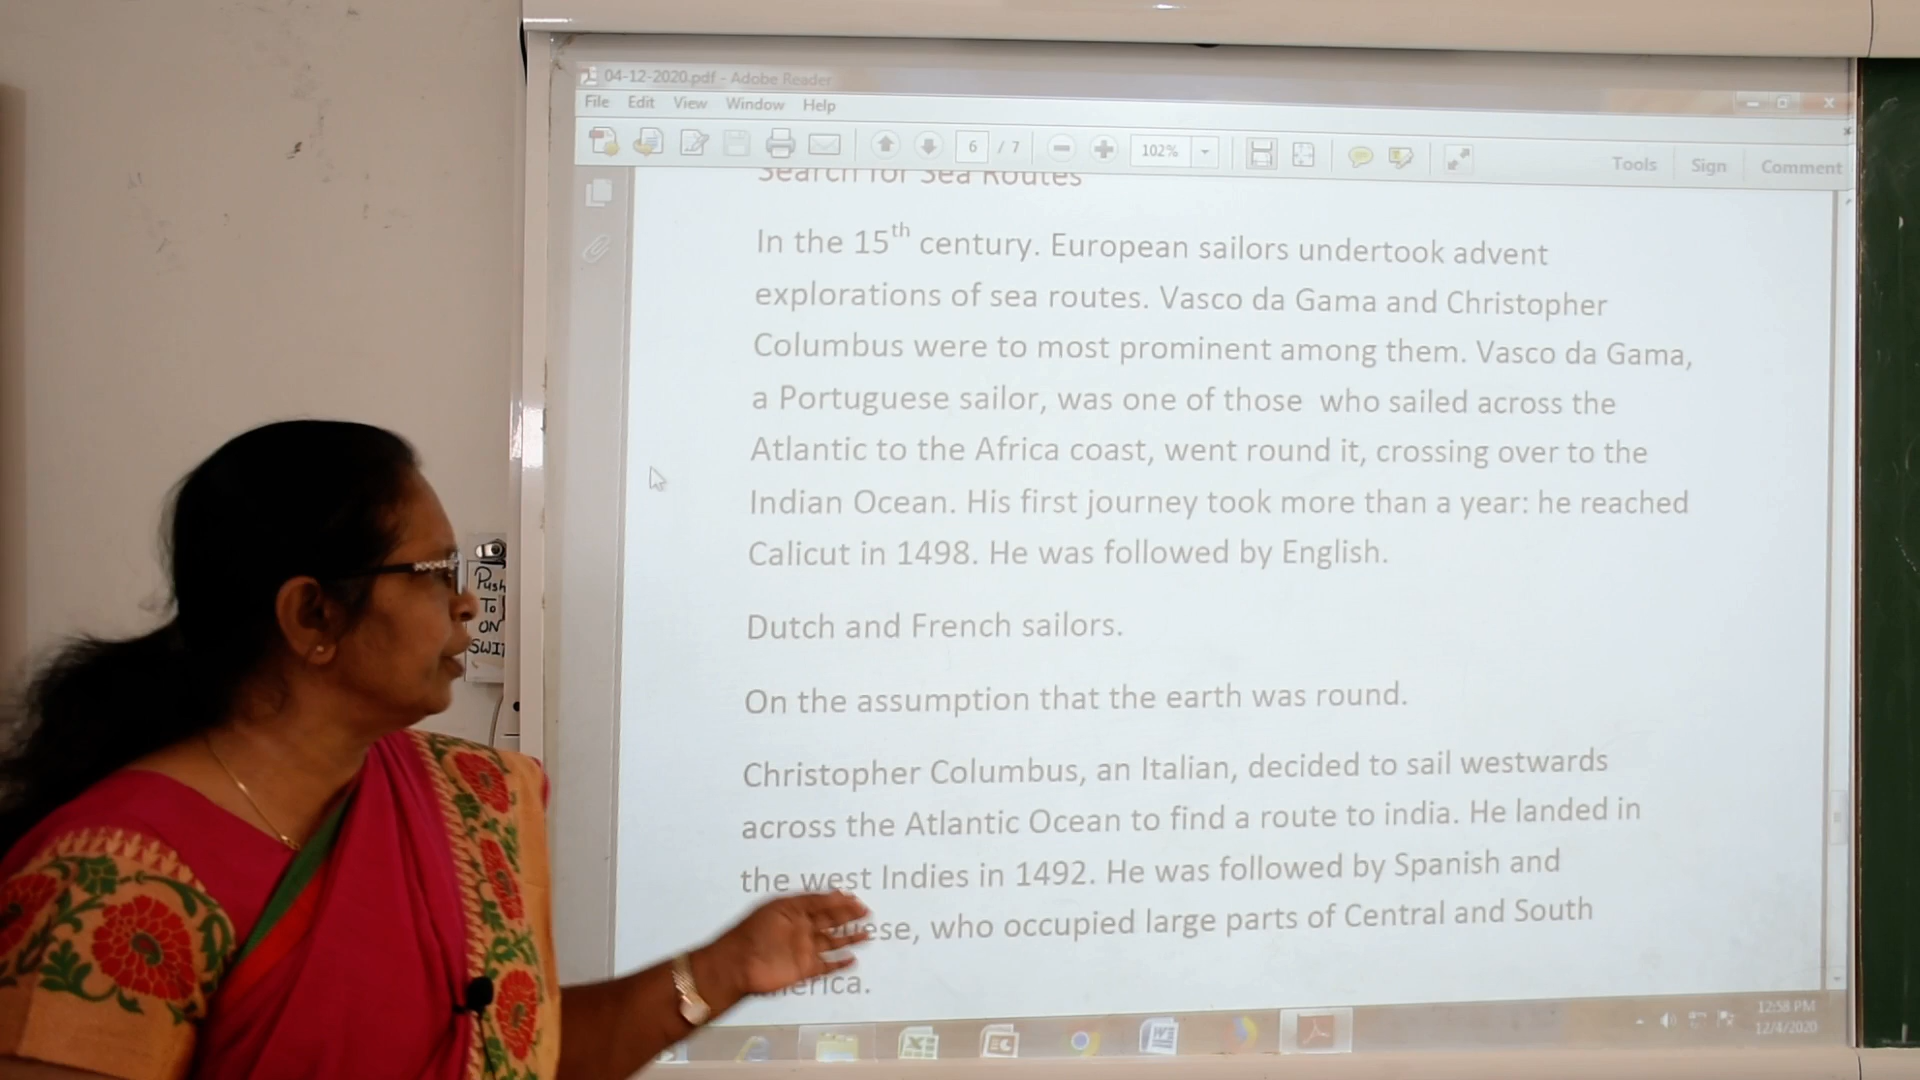 04-12-2020.pdf - Adobe Reader
File Edit View Window Help
6 / 7 102% Tools Sign Comment
Search for Sea Routes
In the 15th century. European sailors undertook advent
explorations of sea routes. Vasco da Gama and Christopher
Columbus were to most prominent among them. Vasco da Gama,
a Portuguese sailor, was one of those who sailed across the
Atlantic to the Africa coast, went round it, crossing over to the
Indian Ocean. His first journey took more than a year: he reached
Calicut in 1498. He was followed by English.
Dutch and French sailors.
On the assumption that the earth was round.
Christopher Columbus, an Italian, decided to sail westwards
across the Atlantic Ocean to find a route to india. He landed in
the west Indies in 1492. He was followed by Spanish and
uese, who occupied large parts of Central and South
merica.
12:58 PM
12/4/2020
Push
To
ON
SWIT